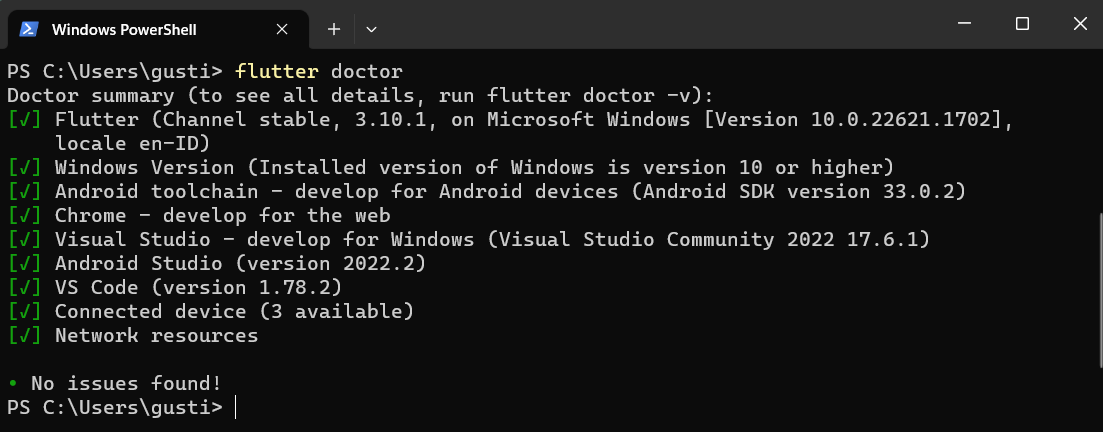 Windows PowerShell
PS C:\Users\gusti> flutter doctor
Doctor summary (to see all details, run flutter doctor -v):
[√] Flutter (Channel stable, 3.10.1, on Microsoft Windows [Version 10.0.22621.1702],
    locale en-ID)
[√] Windows Version (Installed version of Windows is version 10 or higher)
[√] Android toolchain - develop for Android devices (Android SDK version 33.0.2)
[√] Chrome - develop for the web
[√] Visual Studio - develop for Windows (Visual Studio Community 2022 17.6.1)
[√] Android Studio (version 2022.2)
[√] VS Code (version 1.78.2)
[√] Connected device (3 available)
[√] Network resources
• No issues found!
PS C:\Users\gusti>